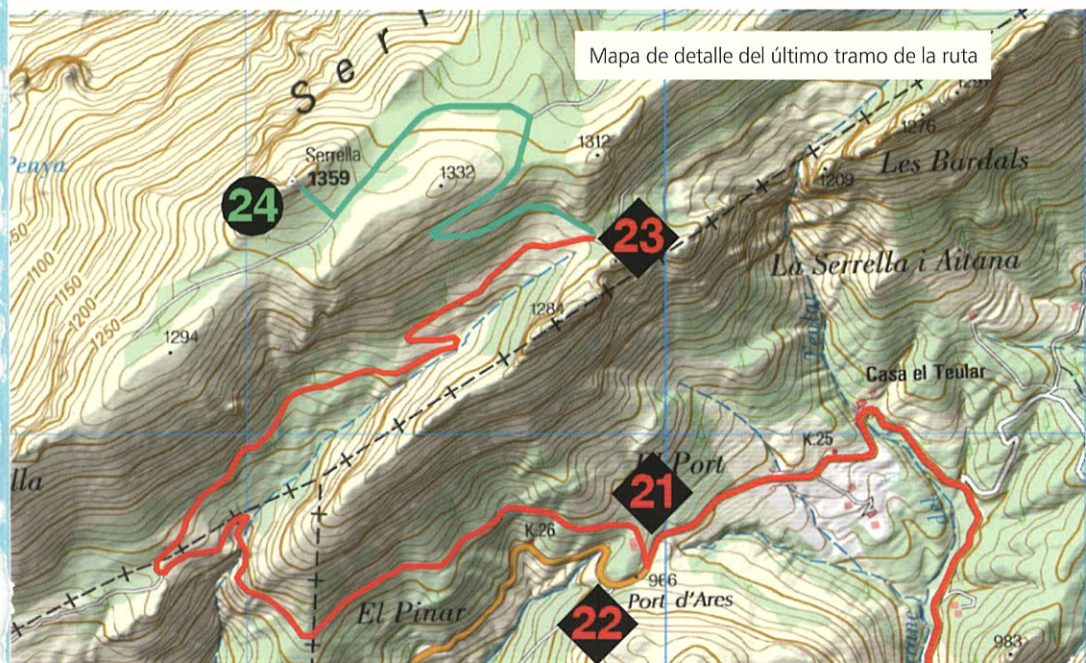 Mapa de detalle del último tramo de la ruta
Serr
1276
Les Bardals
1312
Penya
Serrella
1359
1332
1209
24
23
La Serrella i Aitana
1100
1150
1200
1250
1284
1294
Casa el Teular
K.25
El Port
21
lla
K.26
del
966
Port d'Ares
El Pinar
22
983